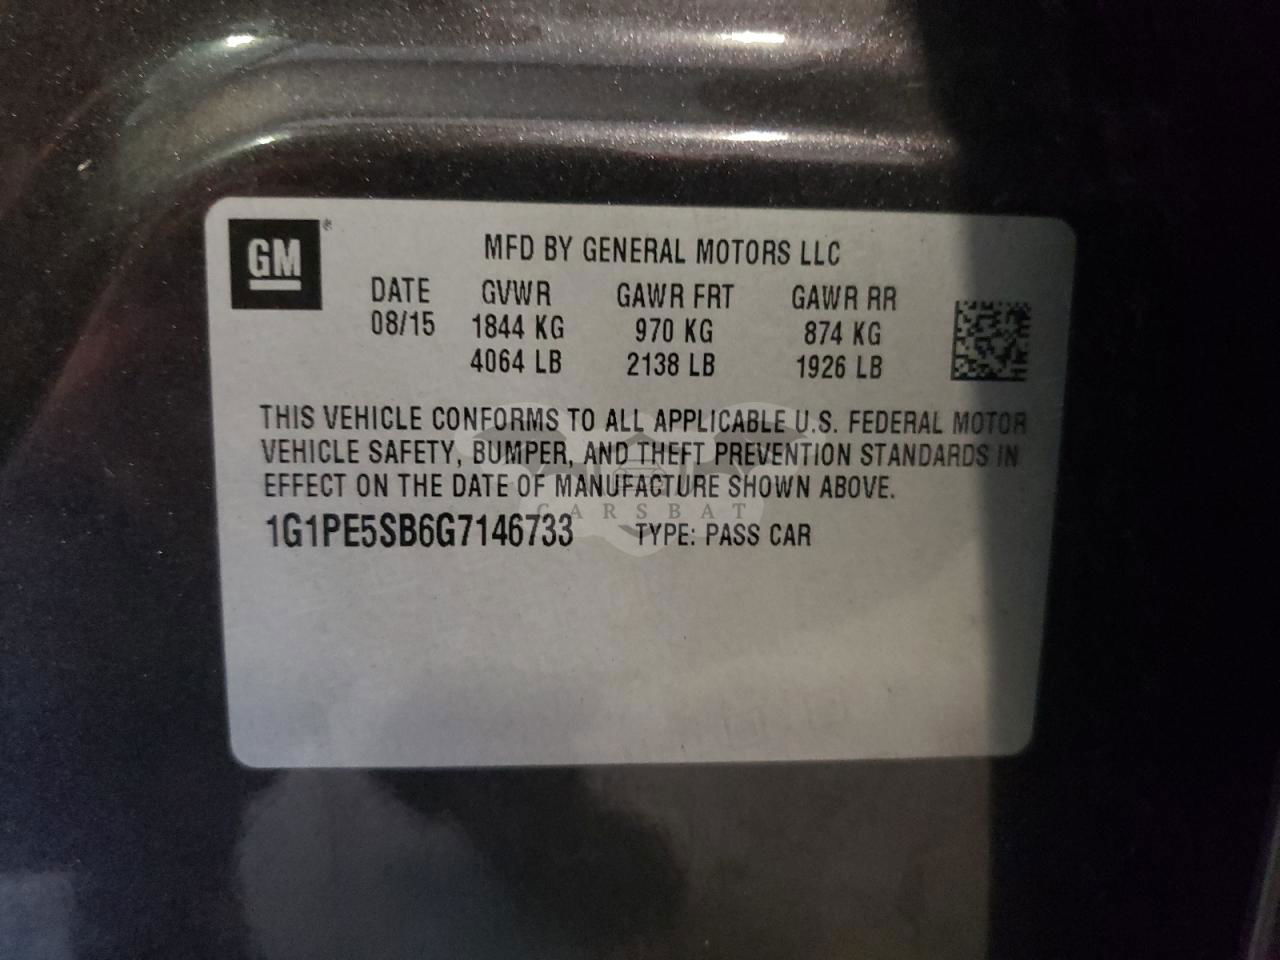 GM®
MFD BY GENERAL MOTORS LLC
DATE GVWR GAWR FRT GAWR RR
08/15 1844 KG 970 KG 874 KG
4064 LB 2138 LB 1926 LB
THIS VEHICLE CONFORMS TO ALL APPLICABLE U.S. FEDERAL MOTOR
VEHICLE SAFETY, BUMPER, AND THEFT PREVENTION STANDARDS IN
EFFECT ON THE DATE OF MANUFACTURE SHOWN ABOVE.
CARSBAT
1G1PE5SB6G7146733 TYPE: PASS CAR